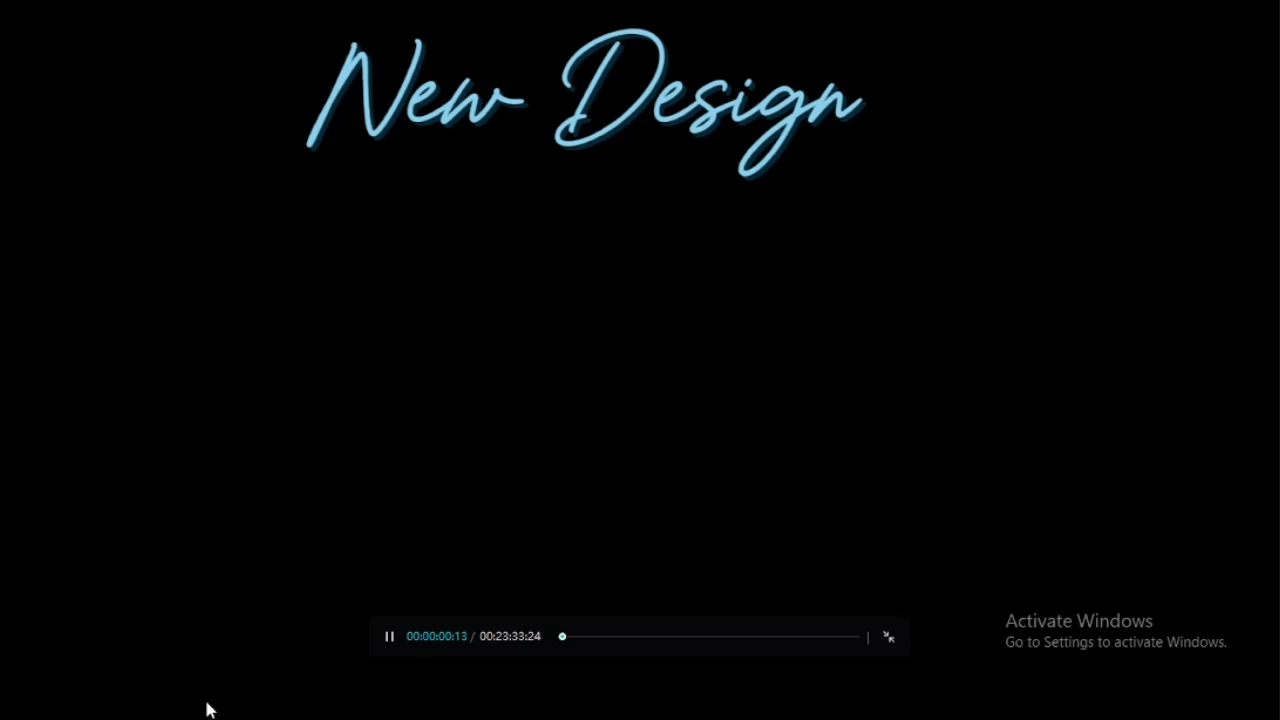 New Design
00:00:00:13 / 00:23:33:24
Activate Windows
Go to Settings to activate Windows.